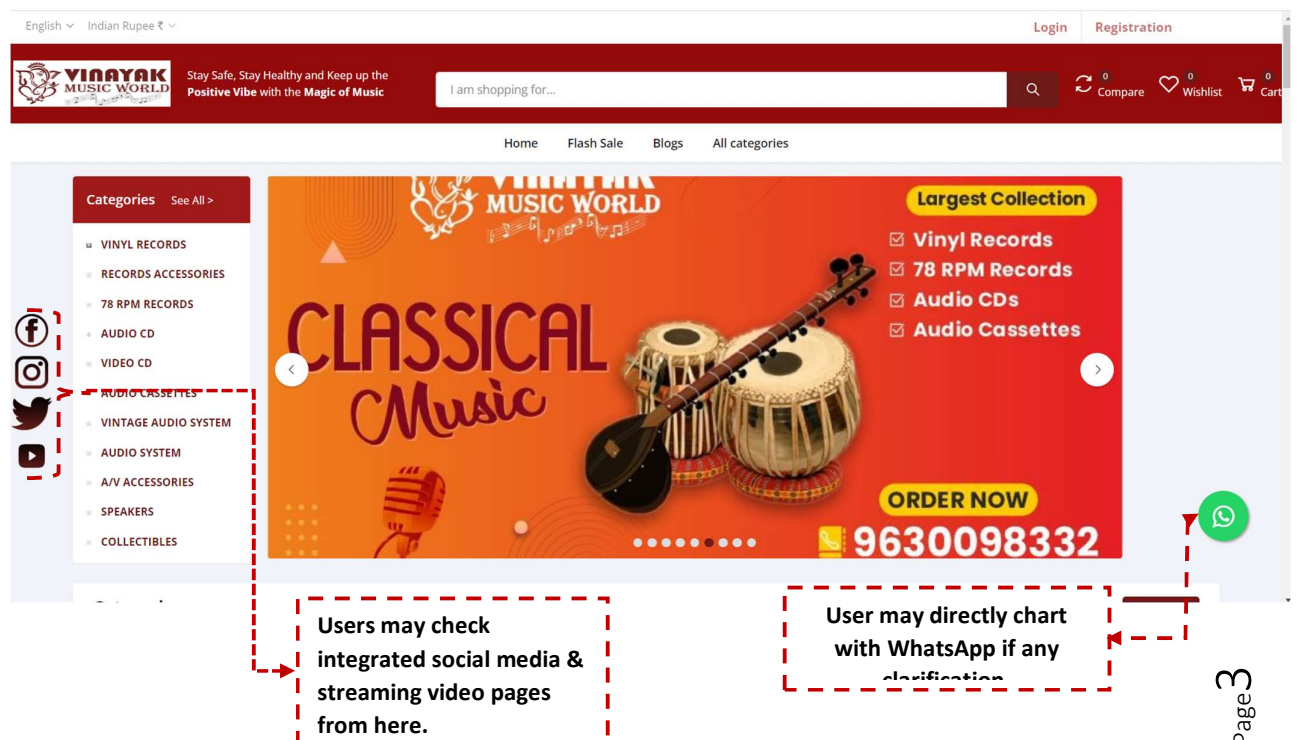 English
Indian Rupee ₹
Login
Registration
VINAYAK
MUSIC WORLD
Stay Safe, Stay Healthy and Keep up the
Positive Vibe with the Magic of Music
I am shopping for...
0
Compare
0
Wishlist
0
Cart
Home
Flash Sale
Blogs
All categories
Categories
See All >
VINYL RECORDS
RECORDS ACCESSORIES
78 RPM RECORDS
AUDIO CD
VIDEO CD
AUDIO CASSETTES
VINTAGE AUDIO SYSTEM
AUDIO SYSTEM
A/V ACCESSORIES
SPEAKERS
COLLECTIBLES
VINAYAK
MUSIC WORLD
CLASSICAL
Music
Largest Collection
Vinyl Records
78 RPM Records
Audio CDs
Audio Cassettes
ORDER NOW
9630098332
Users may check
integrated social media &
streaming video pages
from here.
User may directly chart
with WhatsApp if any
clarification
Page3